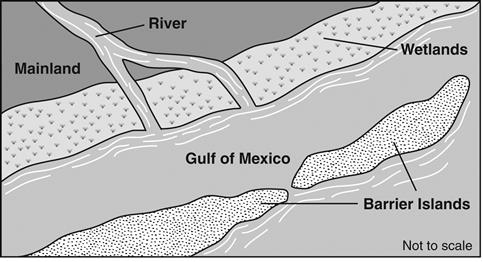 River
Wetlands
Mainland
Gulf of Mexico
Barrier Islands
Not to scale